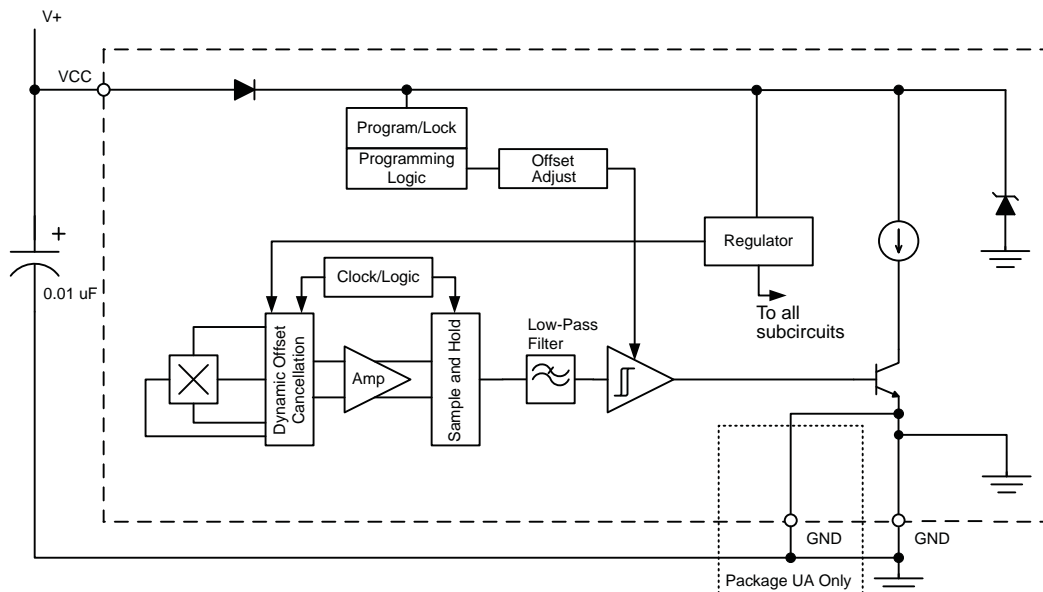 V+
VCC
Program/Lock
Programming
Logic
Offset
Adjust
Regulator
+
0.01 uF
Clock/Logic
To all
subcircuits
Low-Pass
Filter
Dynamic Offset
Cancellation
Amp
Sample and Hold
GND
GND
Package UA Only